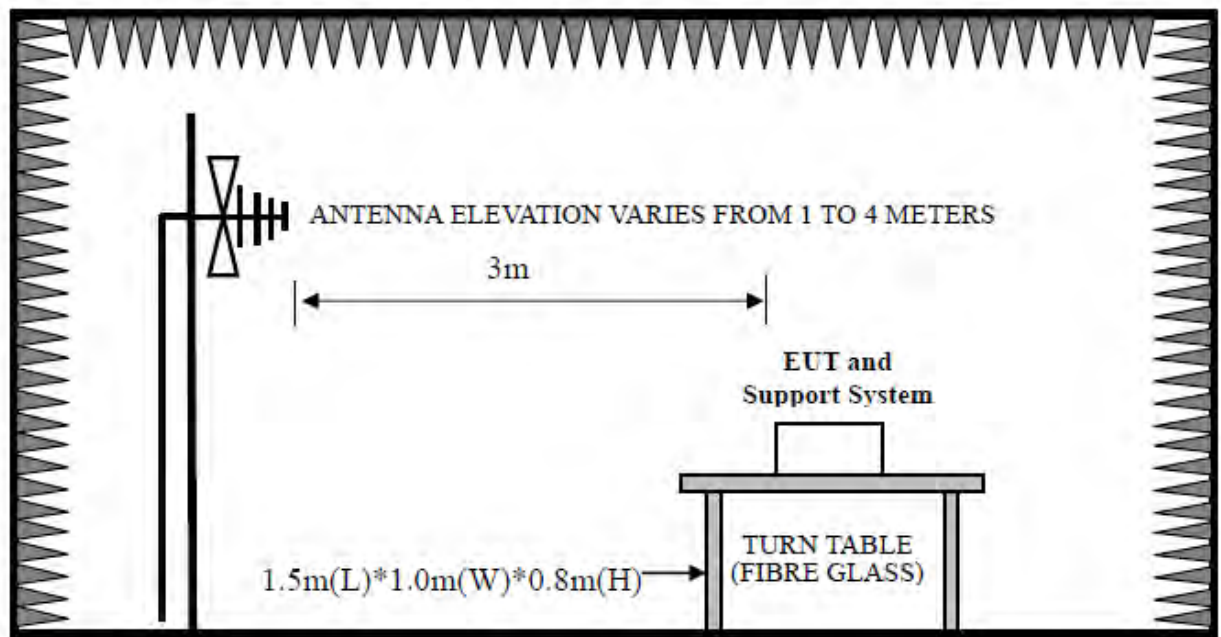 ANTENNA ELEVATION VARIES FROM 1 TO 4 METERS
3m
EUT and
Support System
TURN TABLE
(FIBRE GLASS)
1.5m(L)*1.0m(W)*0.8m(H)